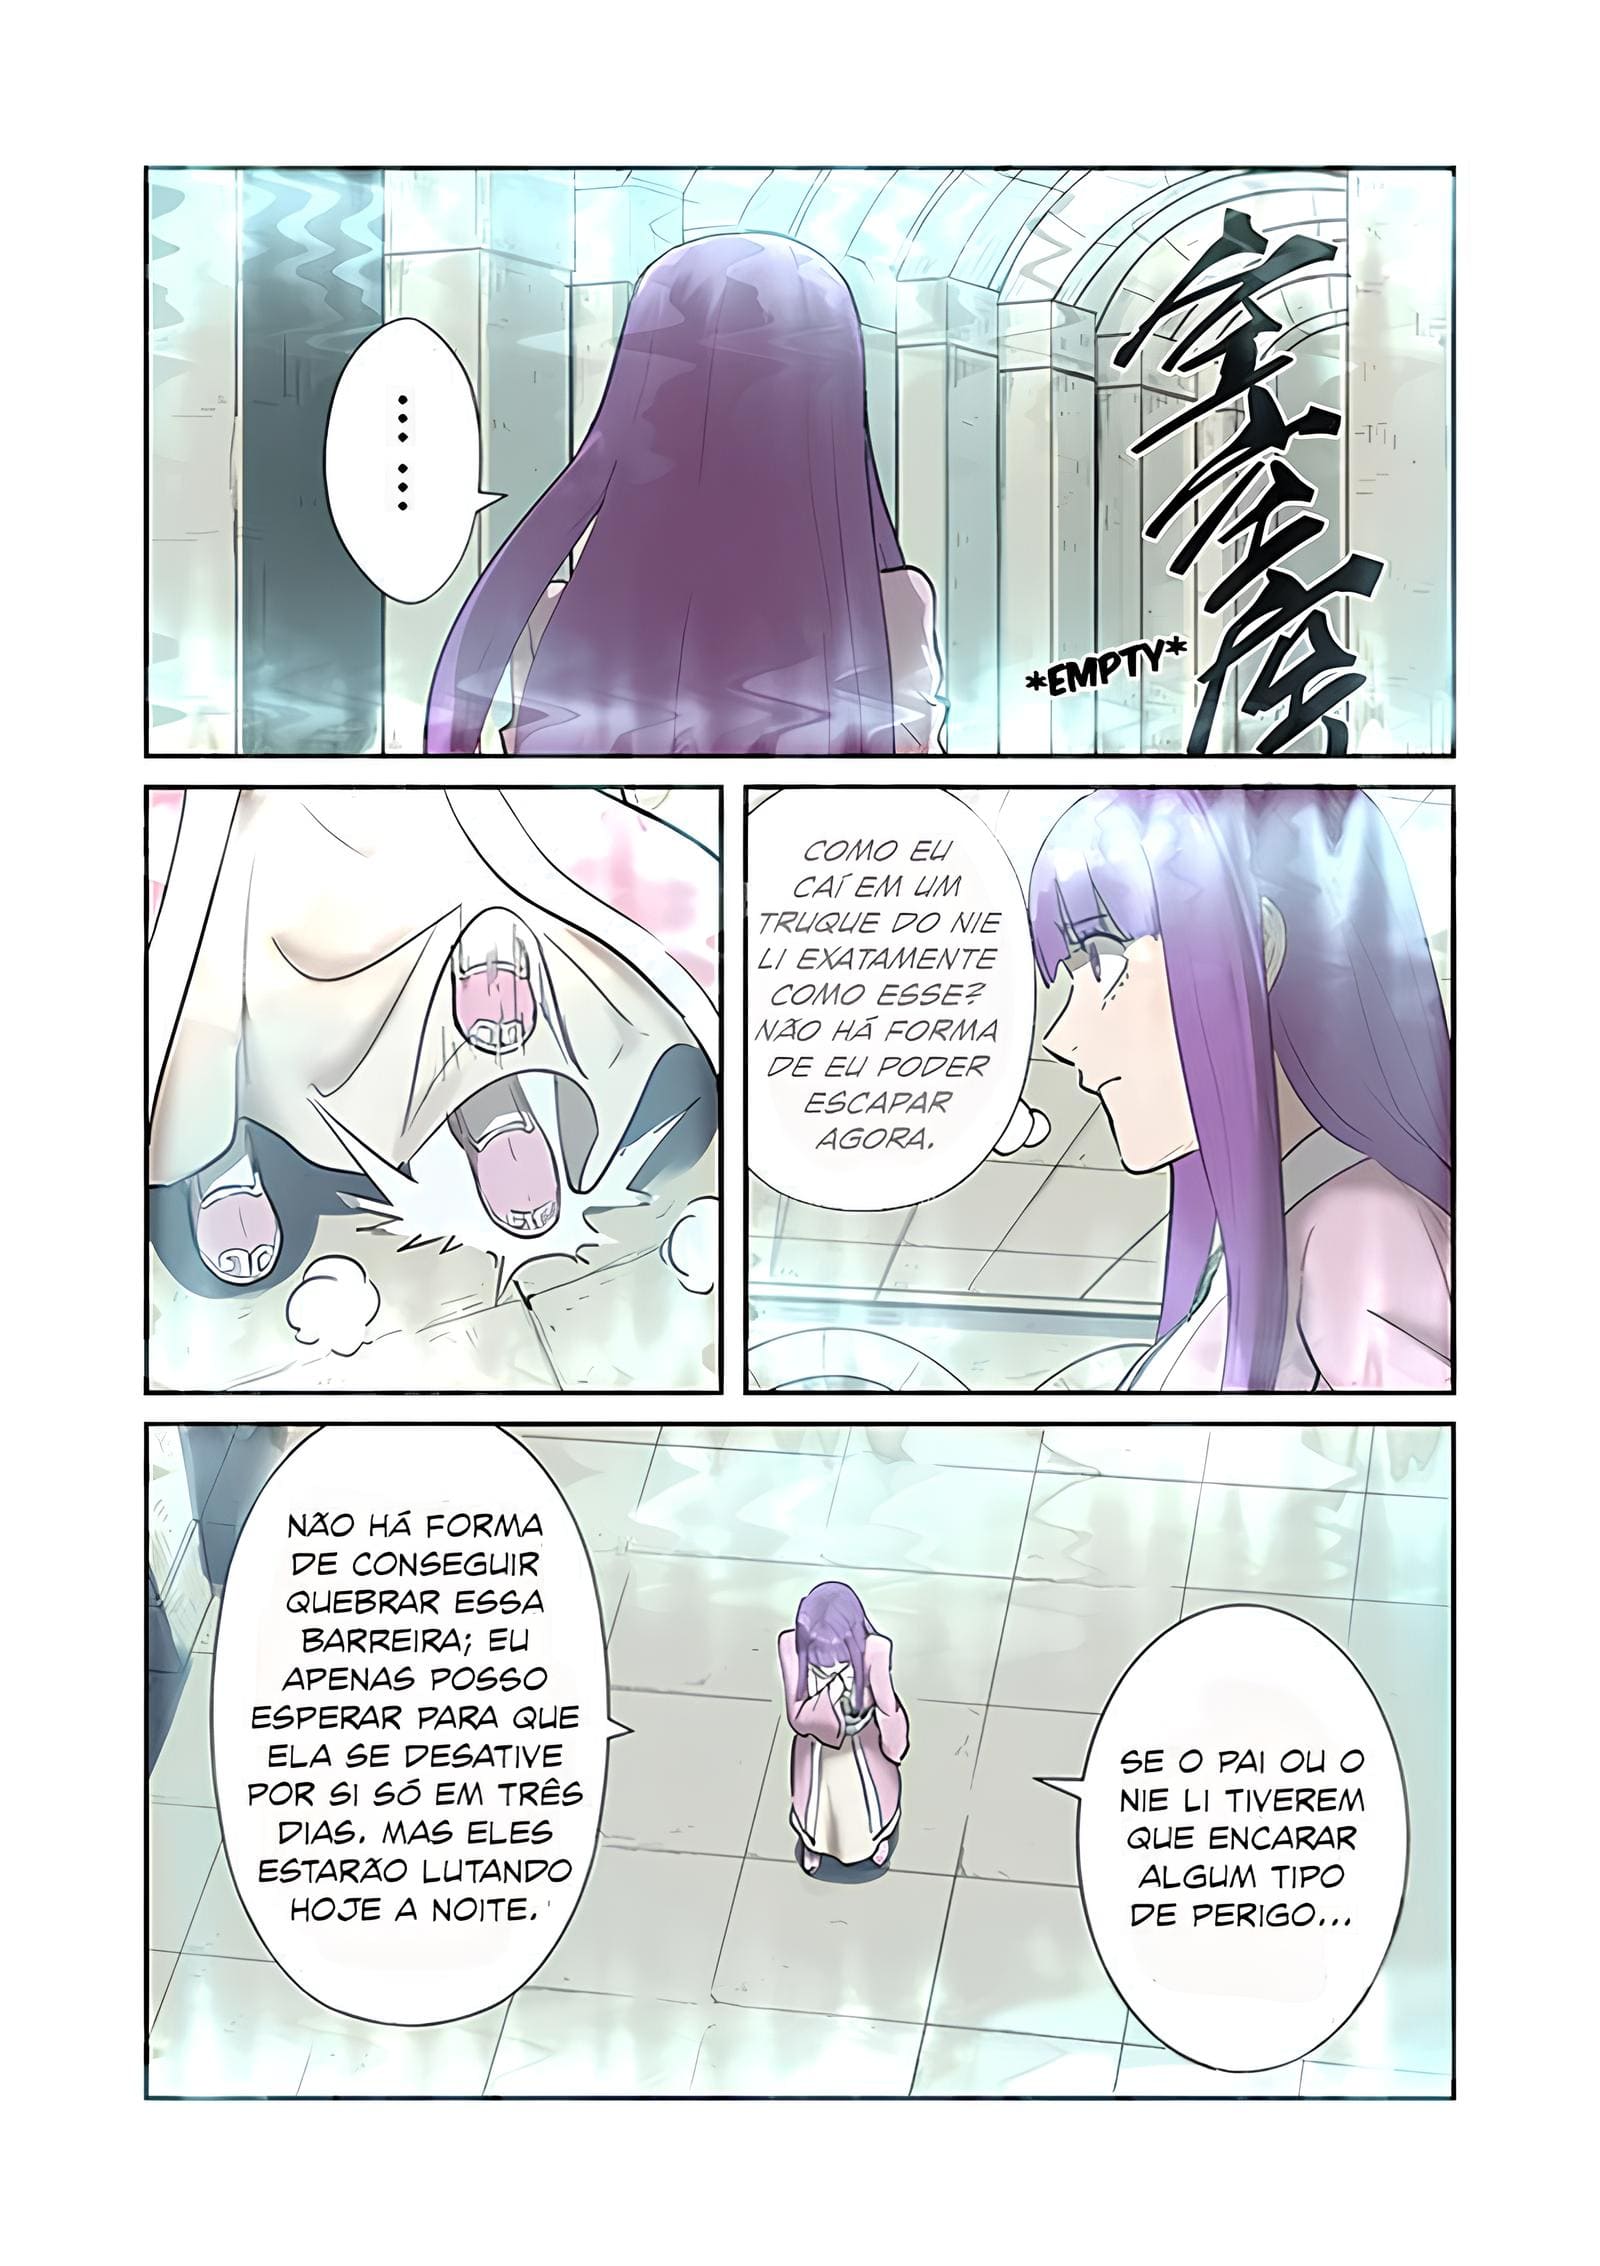 ......
*EMPTY*
COMO EU
CAÍ EM UM
TRUQUE DO NIE
LI EXATAMENTE
COMO ESSE?
NÃO HÁ FORMA
DE EU PODER
ESCAPAR
AGORA.
NÃO HÁ FORMA
DE CONSEGUIR
QUEBRAR ESSA
BARREIRA; EU
APENAS POSSO
ESPERAR PARA QUE
ELA SE DESATIVE
POR SI SÓ EM TRÊS
DIAS. MAS ELES
ESTARÃO LUTANDO
HOJE A NOITE.
SE O PAI OU O
NIE LI TIVEREM
QUE ENCARAR
ALGUM TIPO
DE PERIGO...